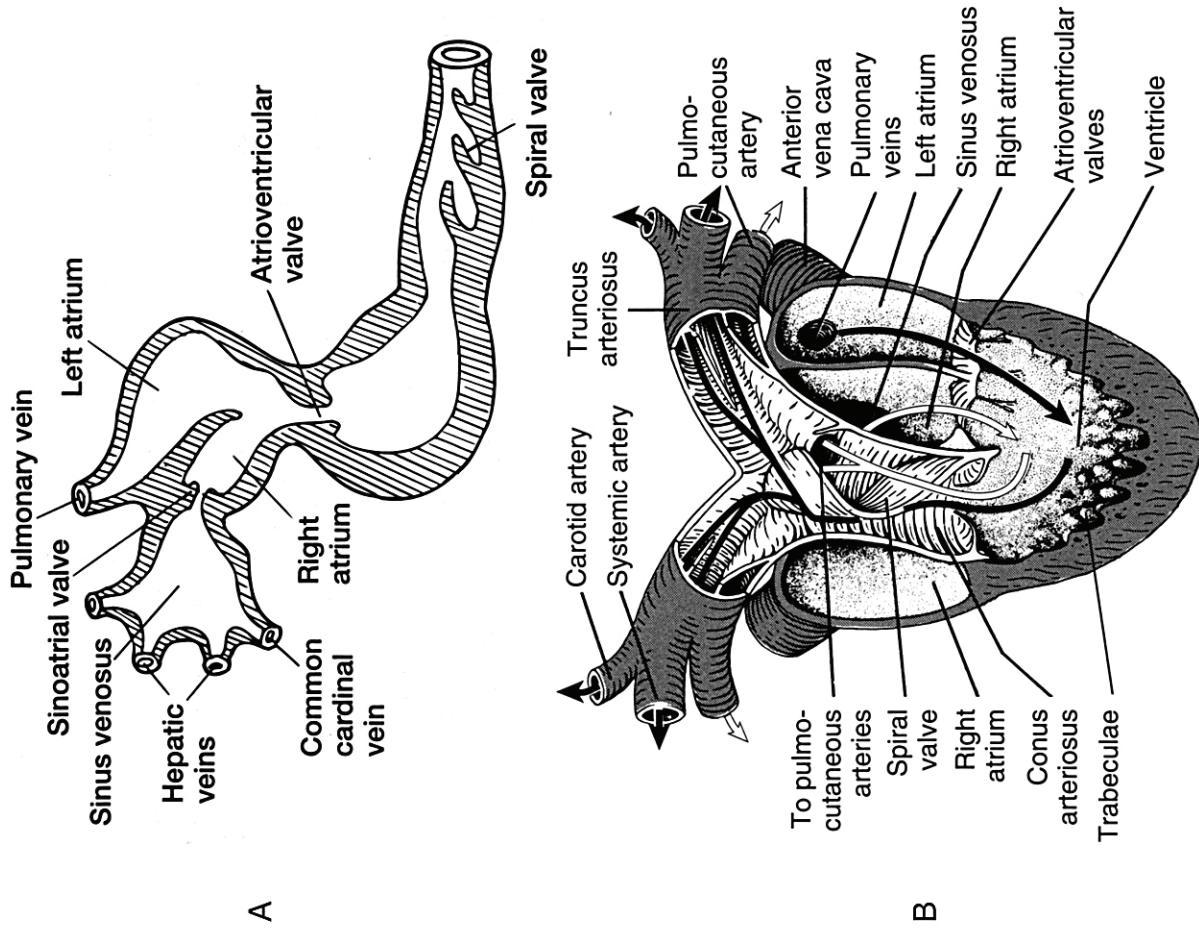 A
Pulmonary vein
Sinoatrial valve
Sinus venosus
Hepatic
veins
Common
cardinal
vein
Right
atrium
Left atrium
Atrioventricular
valve
Spiral valve
B
Carotid artery
Systemic artery
Truncus
arteriosus
Pulmo-
cutaneous
artery
Anterior
vena cava
Pulmonary
veins
Left atrium
Sinus venosus
Right atrium
Atrioventricular
valves
Ventricle
To pulmo-
cutaneous
arteries
Spiral
valve
Right
atrium
Conus
arteriosus
Trabeculae